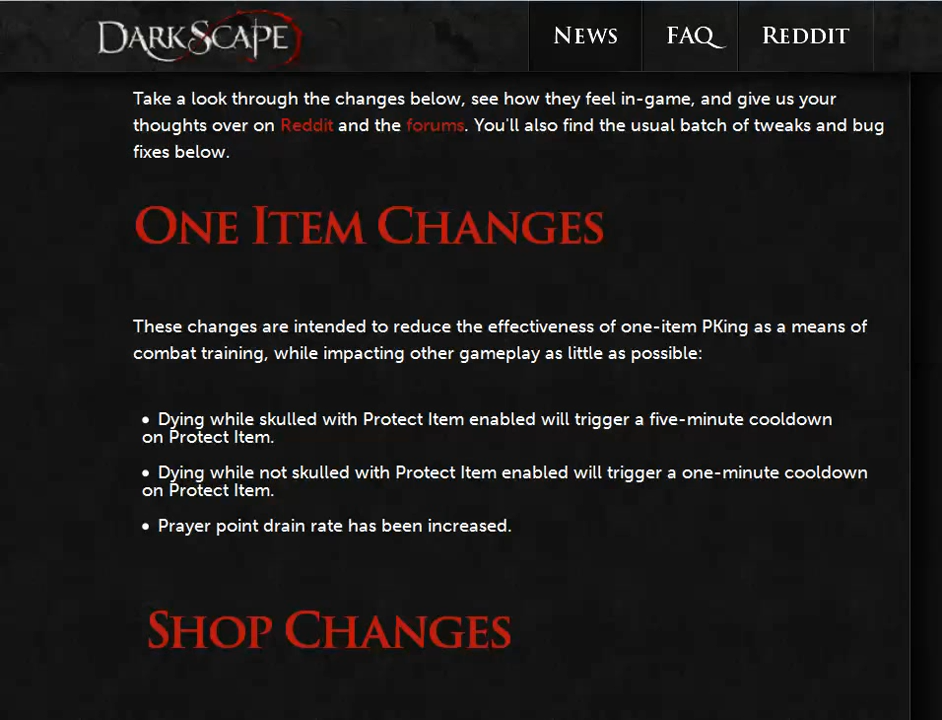 DarkScape
News FAQ Reddit
Take a look through the changes below, see how they feel in-game, and give us your
thoughts over on Reddit and the forums. You'll also find the usual batch of tweaks and bug
fixes below.
One Item Changes
These changes are intended to reduce the effectiveness of one-item PKing as a means of
combat training, while impacting other gameplay as little as possible:
• Dying while skulled with Protect Item enabled will trigger a five-minute cooldown
on Protect Item.
• Dying while not skulled with Protect Item enabled will trigger a one-minute cooldown
on Protect Item.
• Prayer point drain rate has been increased.
Shop Changes